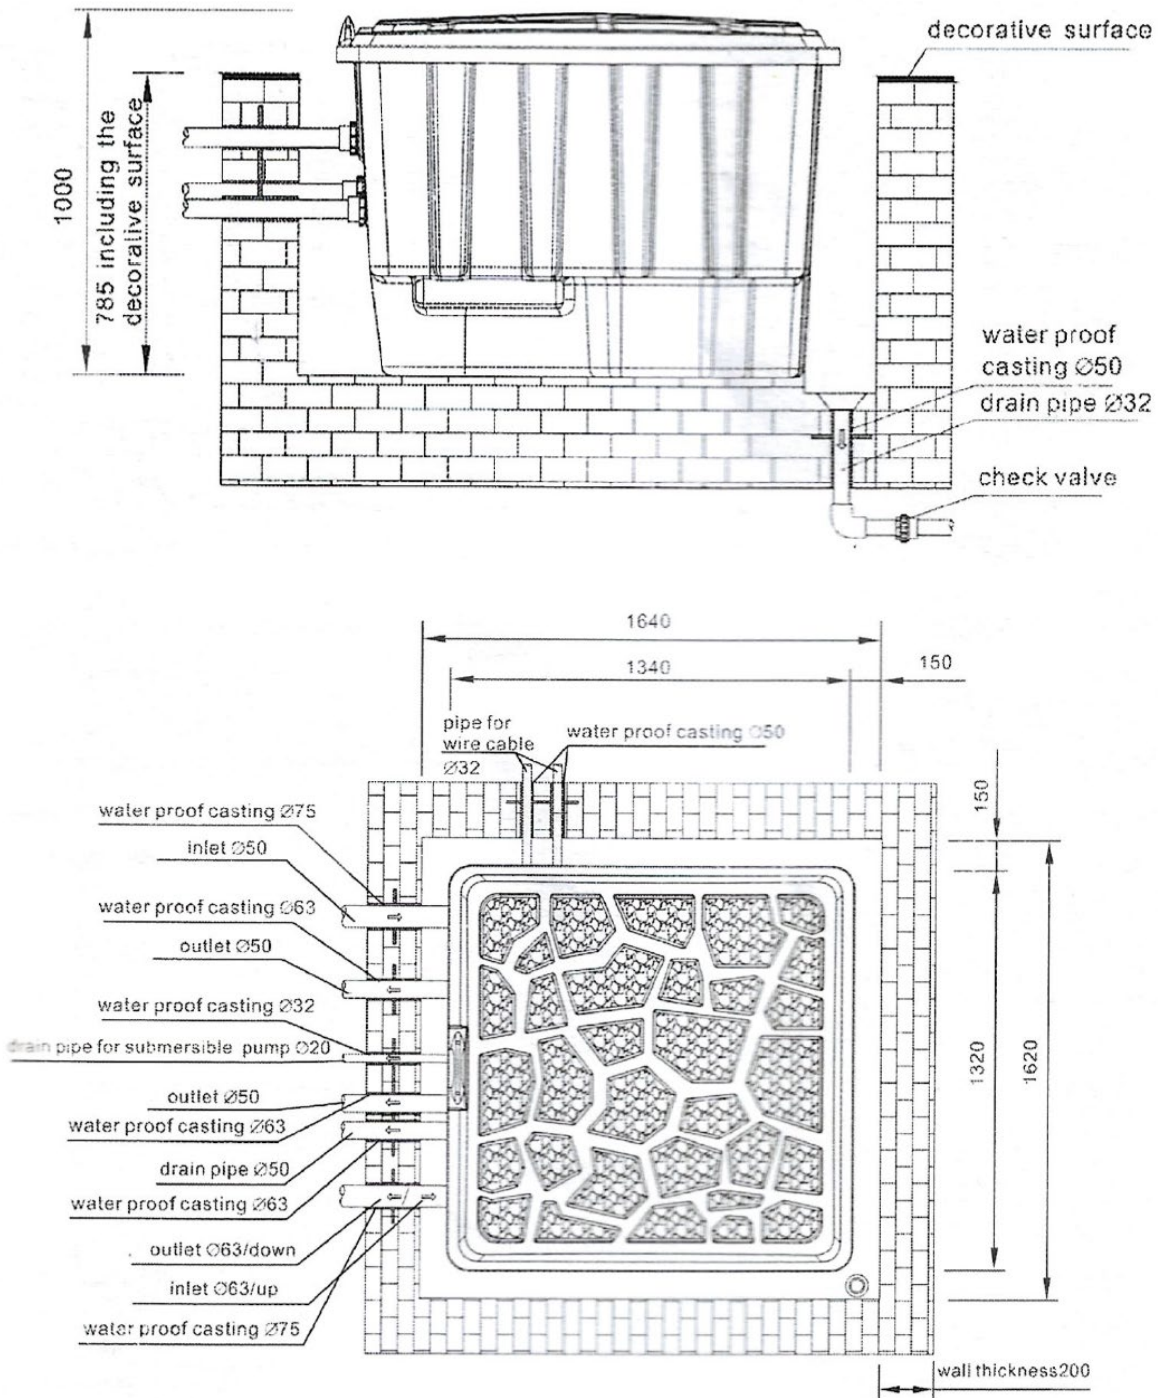 decorative surface
1000
785 including the
decorative surface
water proof
casting Ø50
drain pipe Ø32
check valve
1640
1340
150
pipe for
wire cable
Ø32
water proof casting Ø50
150
water proof casting Ø75
inlet Ø50
water proof casting Ø63
outlet Ø50
water proof casting Ø32
drain pipe for submersible pump Ø20
outlet Ø50
water proof casting Ø63
drain pipe Ø50
water proof casting Ø63
outlet Ø63/down
inlet Ø63/up
water proof casting Ø75
1320
1620
wall thickness200